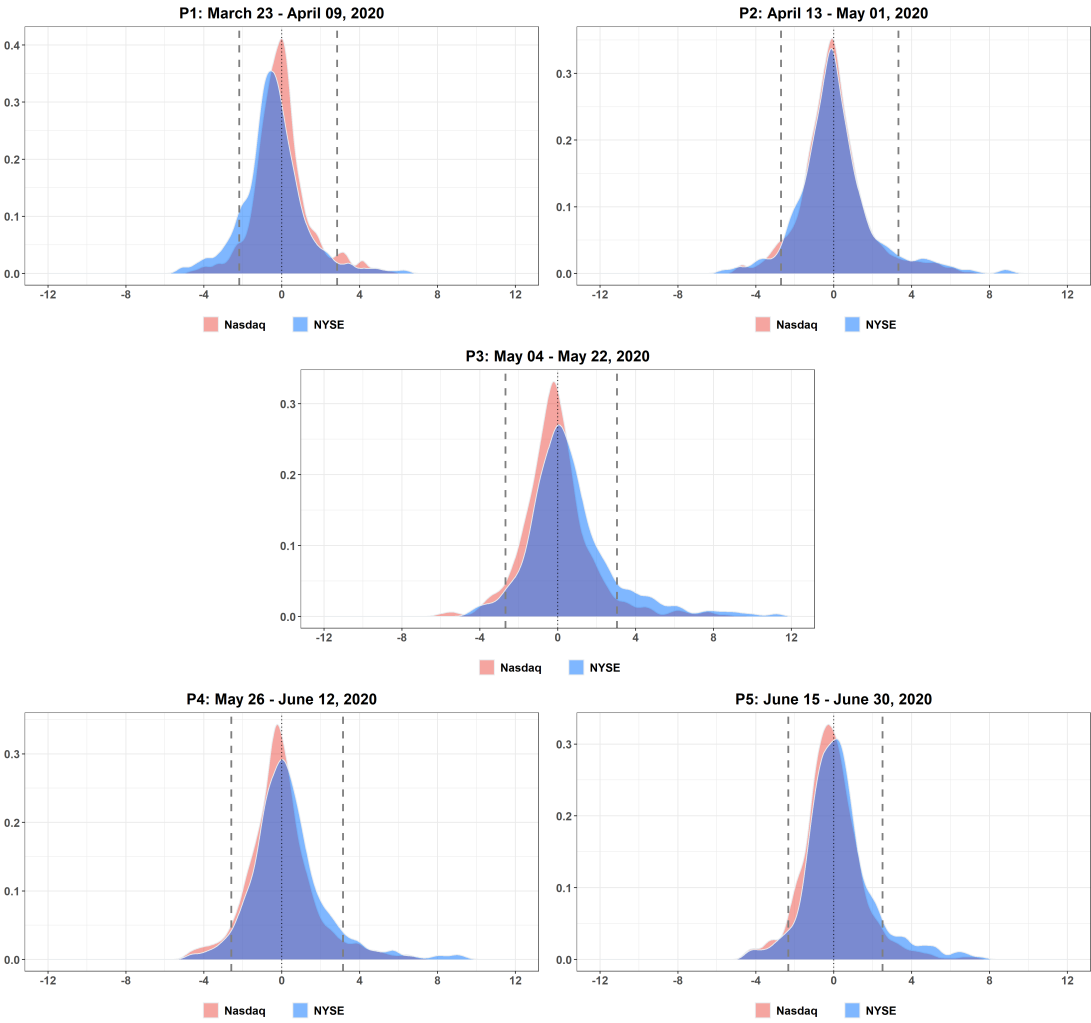 P1: March 23 - April 09, 2020
0.4
0.3
0.2
0.1
0.0
-12 -8 -4 0 4 8 12
Nasdaq NYSE
P2: April 13 - May 01, 2020
0.3
0.2
0.1
0.0
-12 -8 -4 0 4 8 12
Nasdaq NYSE
P3: May 04 - May 22, 2020
0.3
0.2
0.1
0.0
-12 -8 -4 0 4 8 12
Nasdaq NYSE
P4: May 26 - June 12, 2020
0.3
0.2
0.1
0.0
-12 -8 -4 0 4 8 12
Nasdaq NYSE
P5: June 15 - June 30, 2020
0.3
0.2
0.1
0.0
-12 -8 -4 0 4 8 12
Nasdaq NYSE